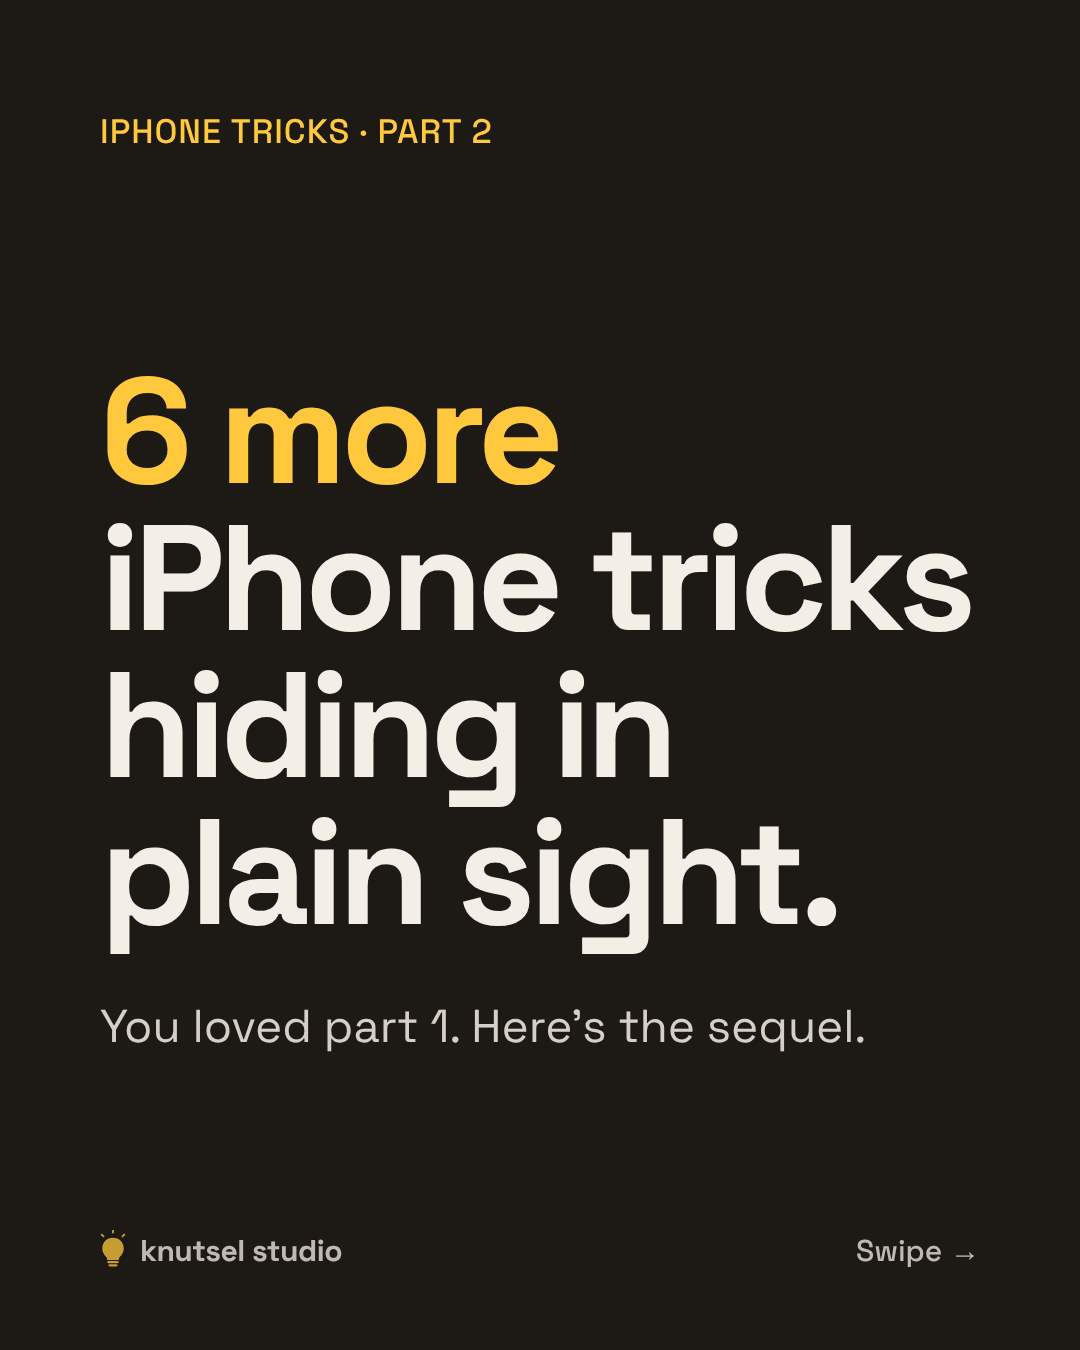 IPHONE TRICKS · PART 2
6 more
iPhone tricks
hiding in
plain sight.
You loved part 1. Here’s the sequel.
knutsel studio
Swipe →